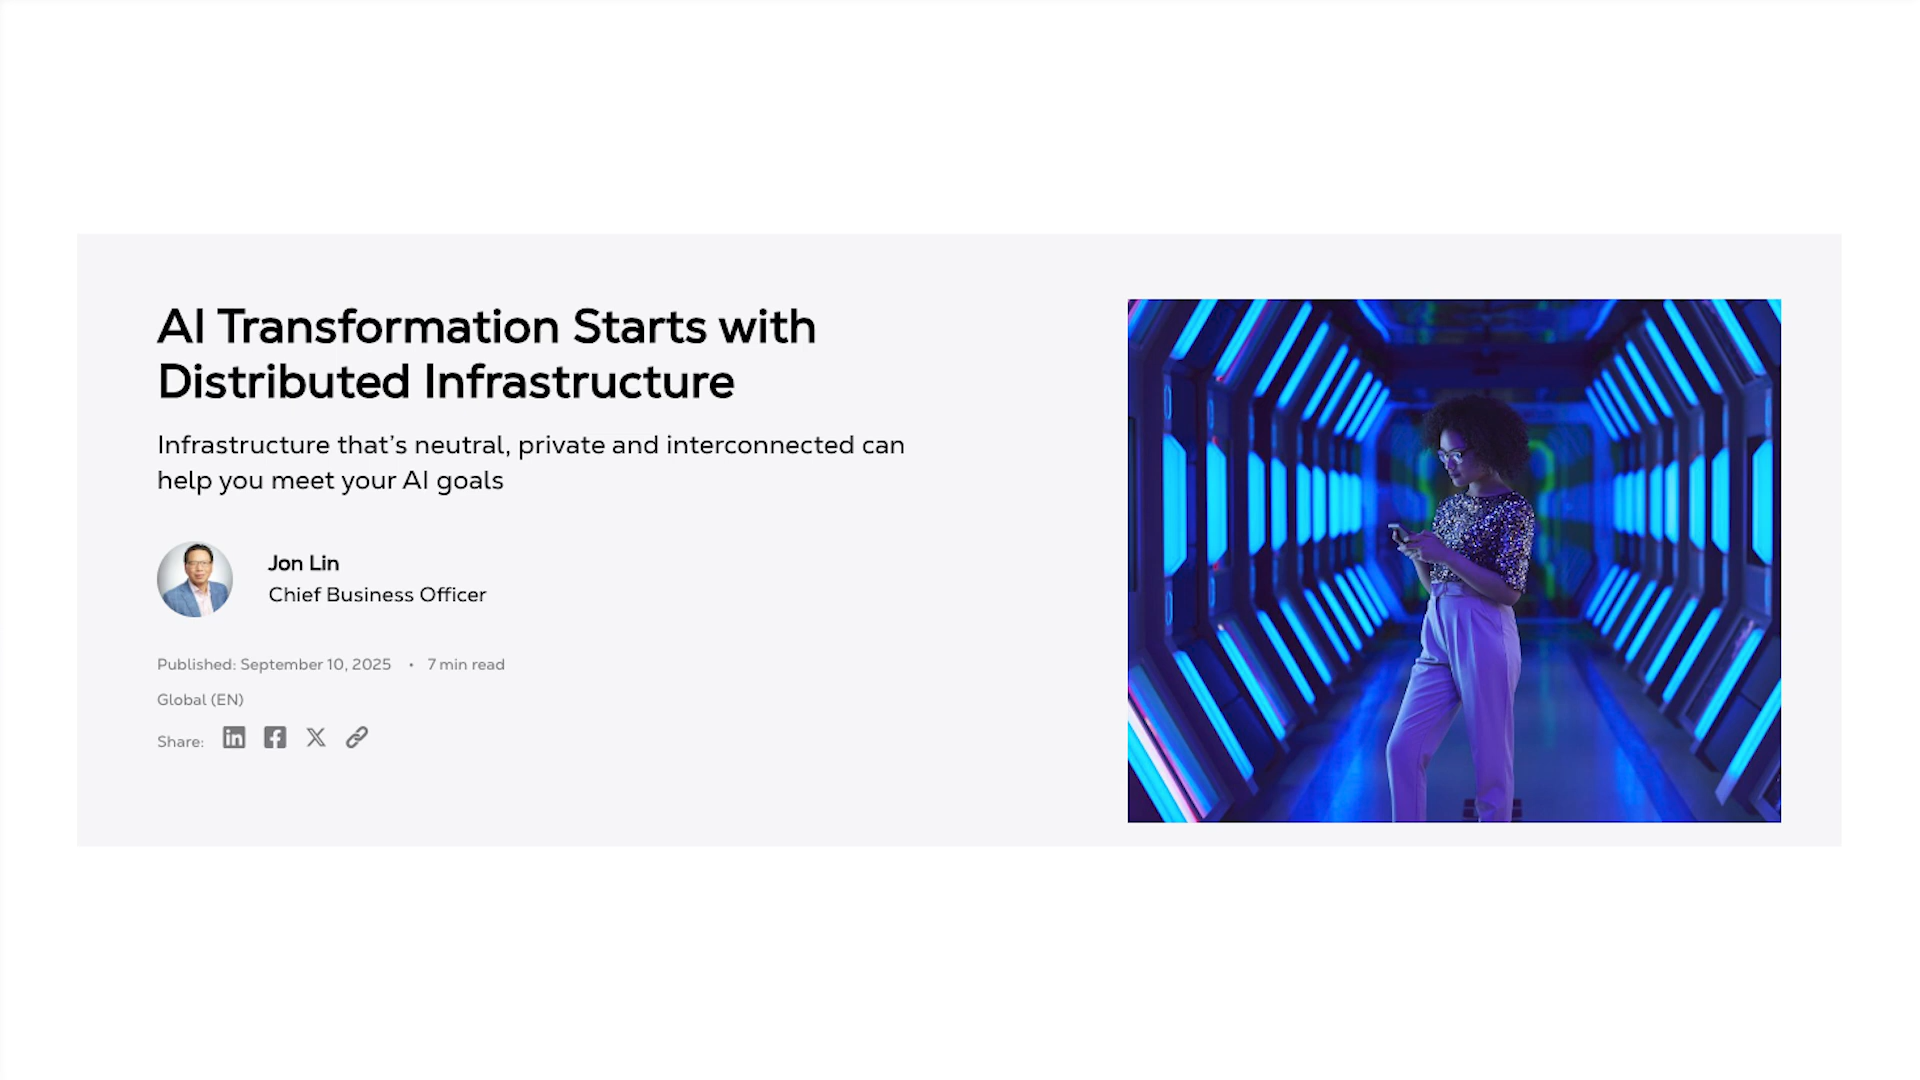 AI Transformation Starts with
Distributed Infrastructure
Infrastructure that’s neutral, private and interconnected can
help you meet your AI goals
Jon Lin
Chief Business Officer
Published: September 10, 2025 • 7 min read
Global (EN)
Share: